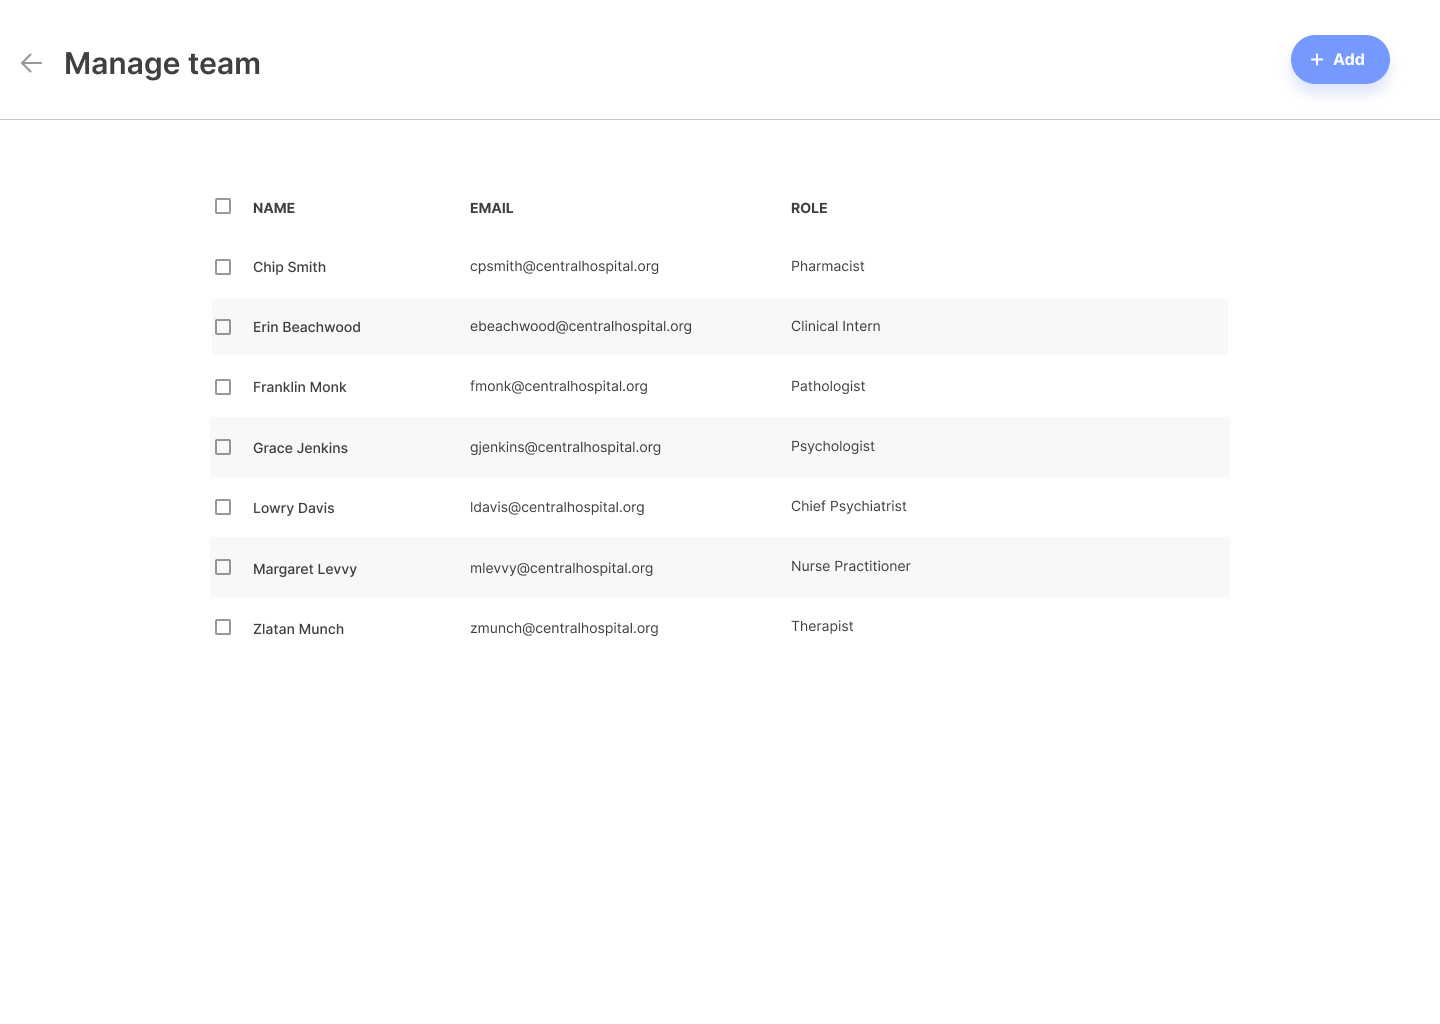 Manage team
+ Add
NAME EMAIL ROLE
Chip Smith cpsmith@centralhospital.org Pharmacist
Erin Beachwood ebeachwood@centralhospital.org Clinical Intern
Franklin Monk fmonk@centralhospital.org Pathologist
Grace Jenkins gjenkins@centralhospital.org Psychologist
Lowry Davis ldavis@centralhospital.org Chief Psychiatrist
Margaret Levvy mlevvy@centralhospital.org Nurse Practitioner
Zlatan Munch zmunch@centralhospital.org Therapist